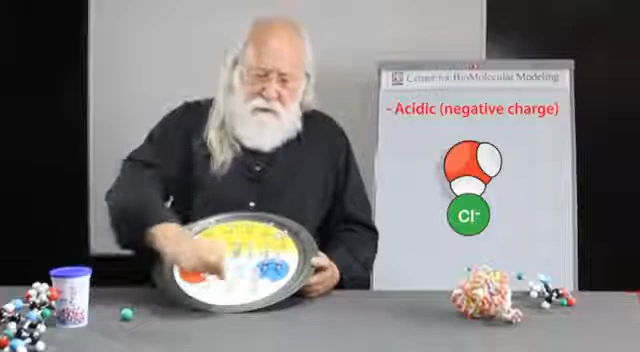 Center for BioMolecular Modeling
- Acidic (negative charge)
Cl⁻